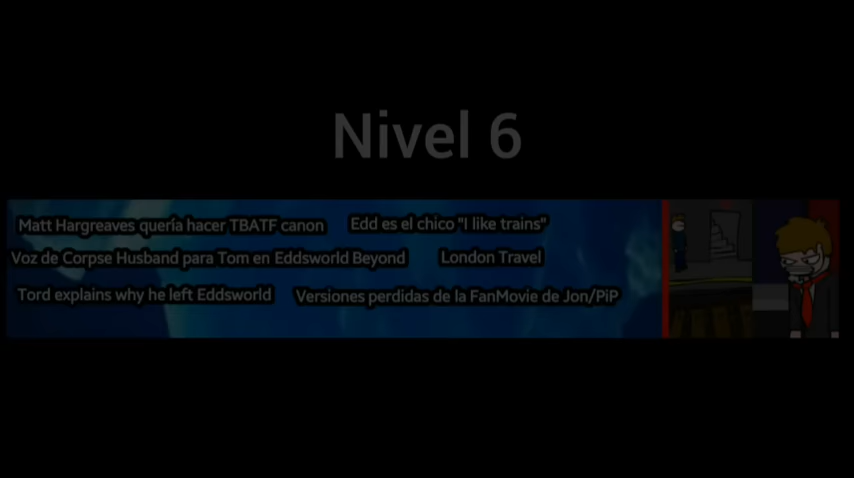 Nivel 6
Matt Hargreaves quería hacer TBATF canon
Edd es el chico "I like trains"
Voz de Corpse Husband para Tom en Eddsworld Beyond
London Travel
Tord explains why he left Eddsworld
Versiones perdidas de la FanMovie de Jon/PiP